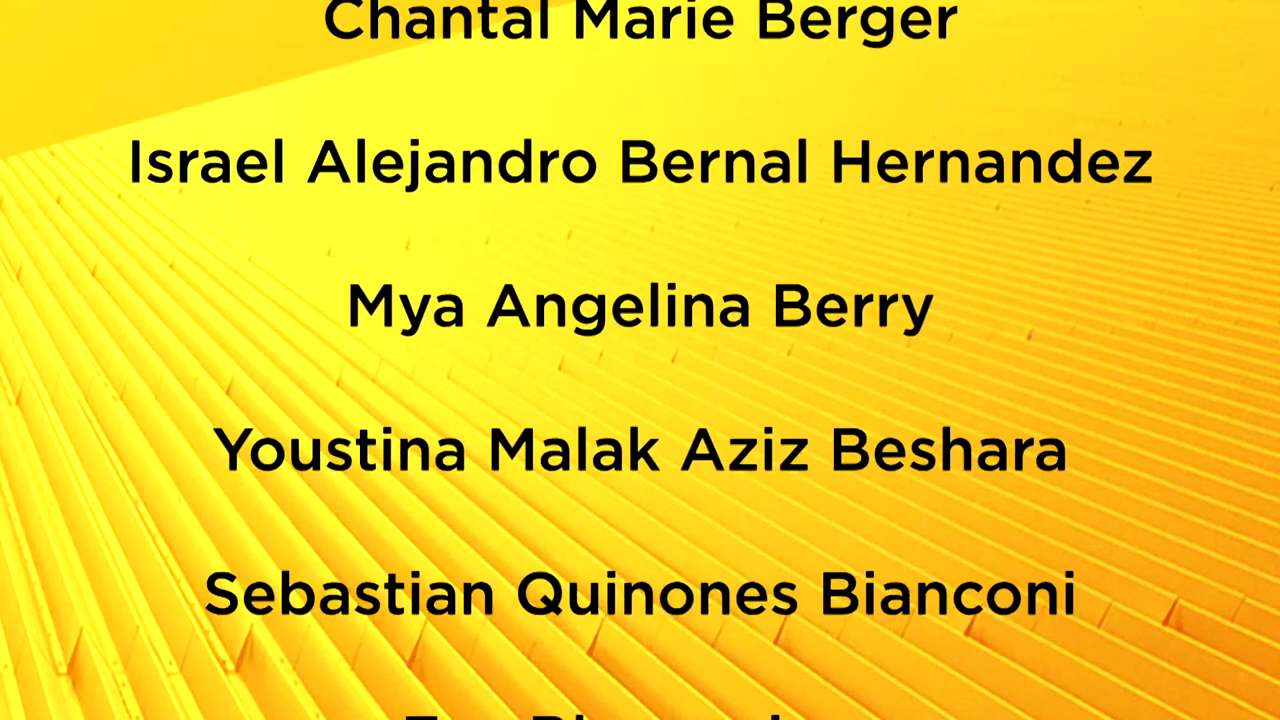 Chantal Marie Berger
Israel Alejandro Bernal Hernandez
Mya Angelina Berry
Youstina Malak Aziz Beshara
Sebastian Quinones Bianconi